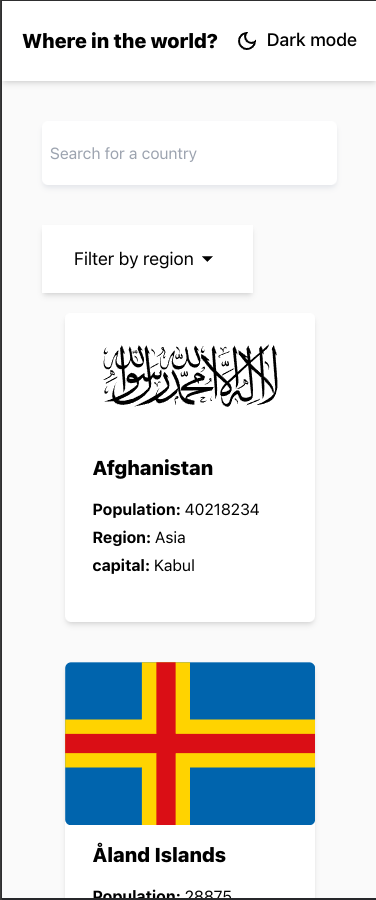 Where in the world?
Dark mode
Search for a country
Filter by region
لا إله إلا الله محمد رسول الله
Afghanistan
Population: 40218234
Region: Asia
capital: Kabul
Åland Islands
Population: 28875